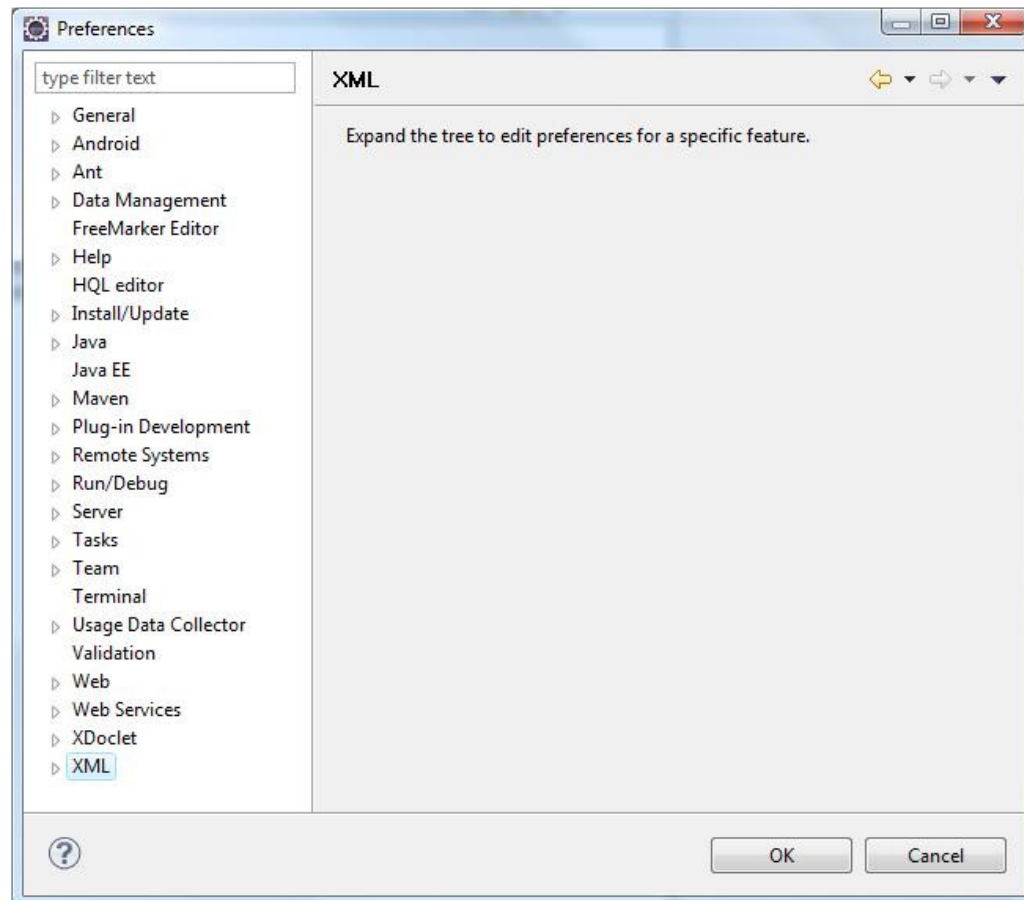 Preferences
type filter text
XML
General
Expand the tree to edit preferences for a specific feature.
Android
Ant
Data Management
FreeMarker Editor
Help
HQL editor
Install/Update
Java
Java EE
Maven
Plug-in Development
Remote Systems
Run/Debug
Server
Tasks
Team
Terminal
Usage Data Collector
Validation
Web
Web Services
XDoclet
XML
?
OK
Cancel